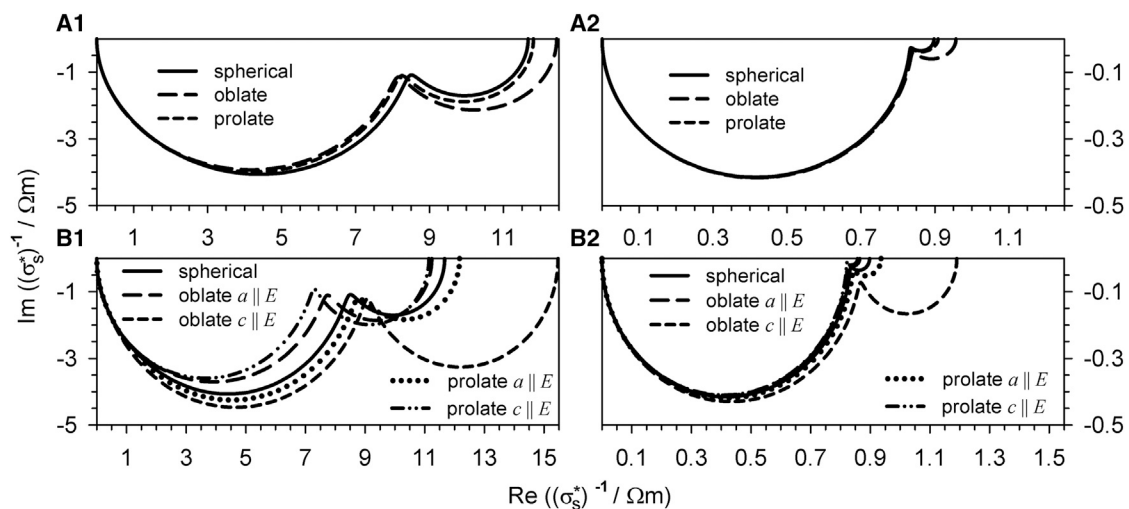 A1
A2
-1
-3
-5
spherical
oblate
prolate
1
3
5
7
9
11
spherical
oblate
prolate
-0.1
-0.3
-0.5
0.1
0.3
0.5
0.7
0.9
1.1
B1
B2
-1
-3
-5
spherical
oblate a || E
oblate c || E
prolate a || E
prolate c || E
1
3
5
7
9
11
13
15
spherical
oblate a || E
oblate c || E
prolate a || E
prolate c || E
-0.1
-0.3
-0.5
0.1
0.3
0.5
0.7
0.9
1.1
1.3
1.5
Im ((σ*s)-1 / Ωm)
Re ((σ*s) -1 / Ωm)